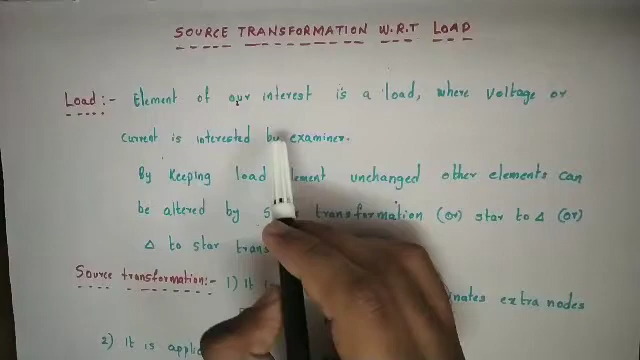 SOURCE TRANSFORMATION W.R.T LOAD
Load:- Element of our interest is a load, where voltage or
current is interested by examiner.
By Keeping load unchanged other elements can
be altered by transformation (or) star to Δ (or)
Δ to star
Source transformation:- 1) It extra nodes
2) It is